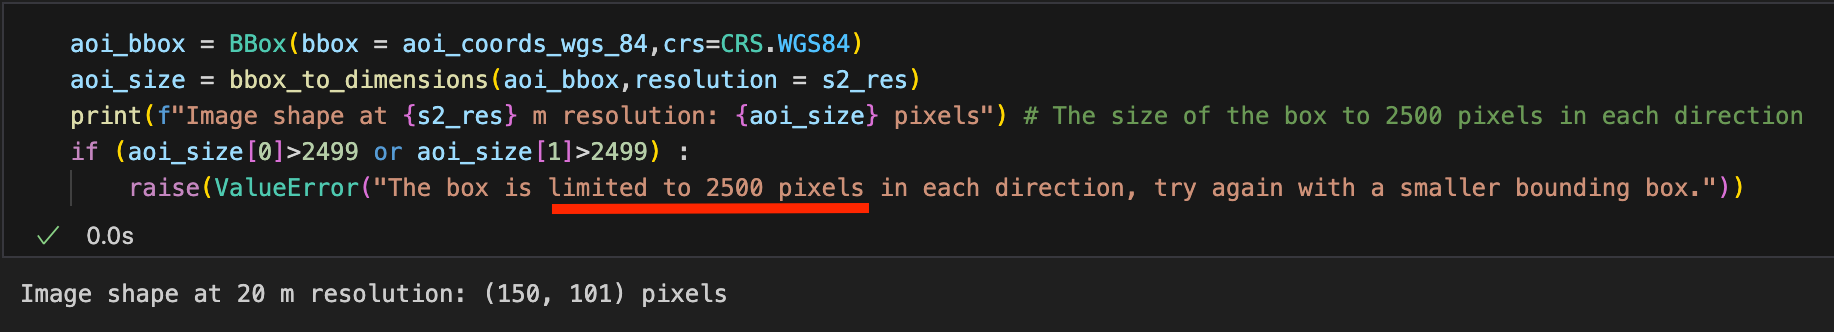 aoi_bbox = BBox(bbox = aoi_coords_wgs_84,crs=CRS.WGS84)
aoi_size = bbox_to_dimensions(aoi_bbox,resolution = s2_res)
print(f"Image shape at {s2_res} m resolution: {aoi_size} pixels") # The size of the box to 2500 pixels in each direction
if (aoi_size[0]>2499 or aoi_size[1]>2499) :
    raise(ValueError("The box is limited to 2500 pixels in each direction, try again with a smaller bounding box."))
0.0s
Image shape at 20 m resolution: (150, 101) pixels